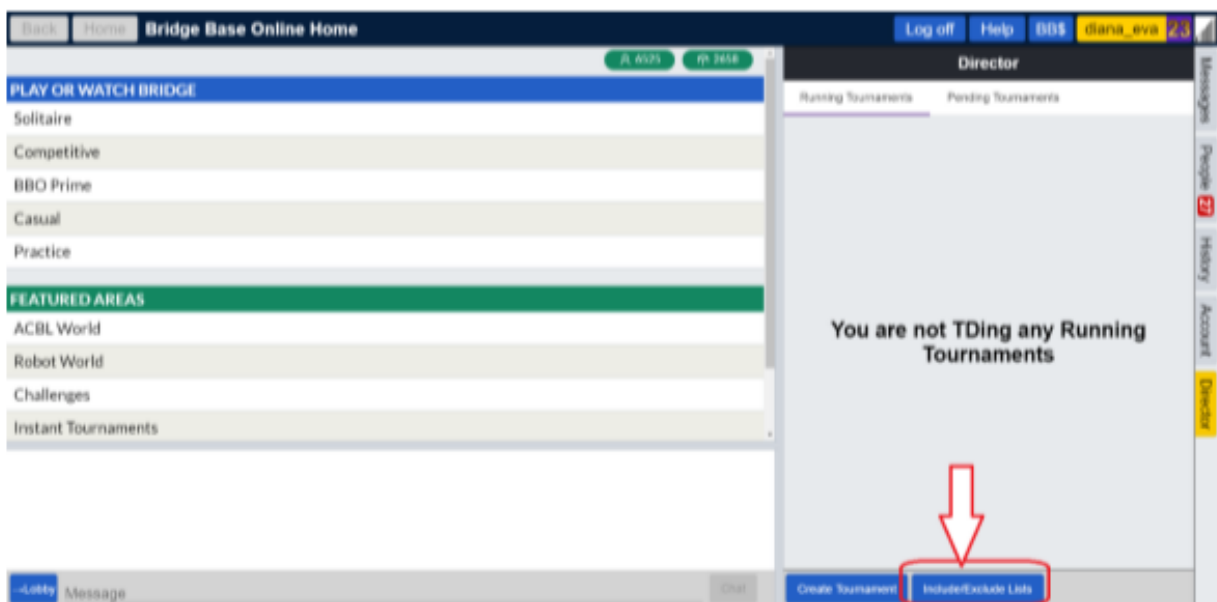 Back Home Bridge Base Online Home Log off Help BB$ diana_eva 23
6525 2658
PLAY OR WATCH BRIDGE
Solitaire
Competitive
BBO Prime
Casual
Practice
FEATURED AREAS
ACBL World
Robot World
Challenges
Instant Tournaments
→Lobby Message Chat
Director
Running Tournaments Pending Tournaments
You are not TDing any Running
Tournaments
Create Tournament Include/Exclude Lists
Messages
People 27
History
Account
Director